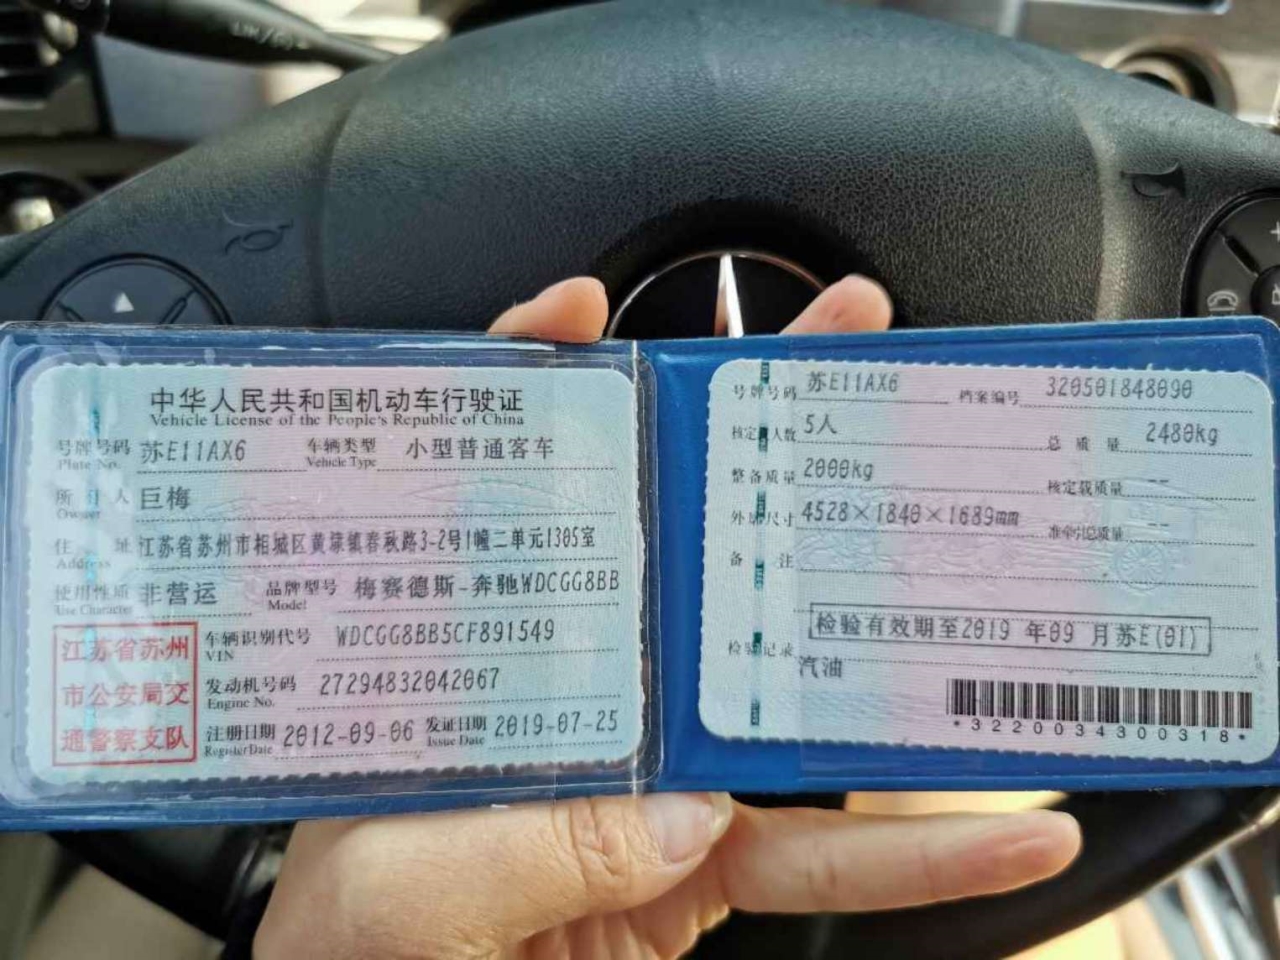 中华人民共和国机动车行驶证
Vehicle License of the People's Republic of China
号牌号码 苏E11AX6 车辆类型 小型普通客车
Plate No. Vehicle Type
所有人 巨梅
Owner
住址 江苏省苏州市相城区黄埭镇春秋路3-2号1幢二单元1305室
Address
使用性质 非营运 品牌型号 梅赛德斯-奔驰WDCGG8BB
Use Character Model
江苏省苏州
市公安局交
通警察支队
车辆识别代号 WDCGG8BB5CF891549
VIN
发动机号码 27294832042067
Engine No.
注册日期 2012-09-06 发证日期 2019-07-25
Register Date Issue Date
号牌号码 苏E11AX6 档案编号 320501848090
核定人数 5人 总质量 2480kg
整备质量 2000kg 核定载质量 --
外廓尺寸 4528×1840×1689mm 准牵引总质量 --
备注
检验有效期至2019年09月苏E(01)
检验记录
汽油
*3220034300318*